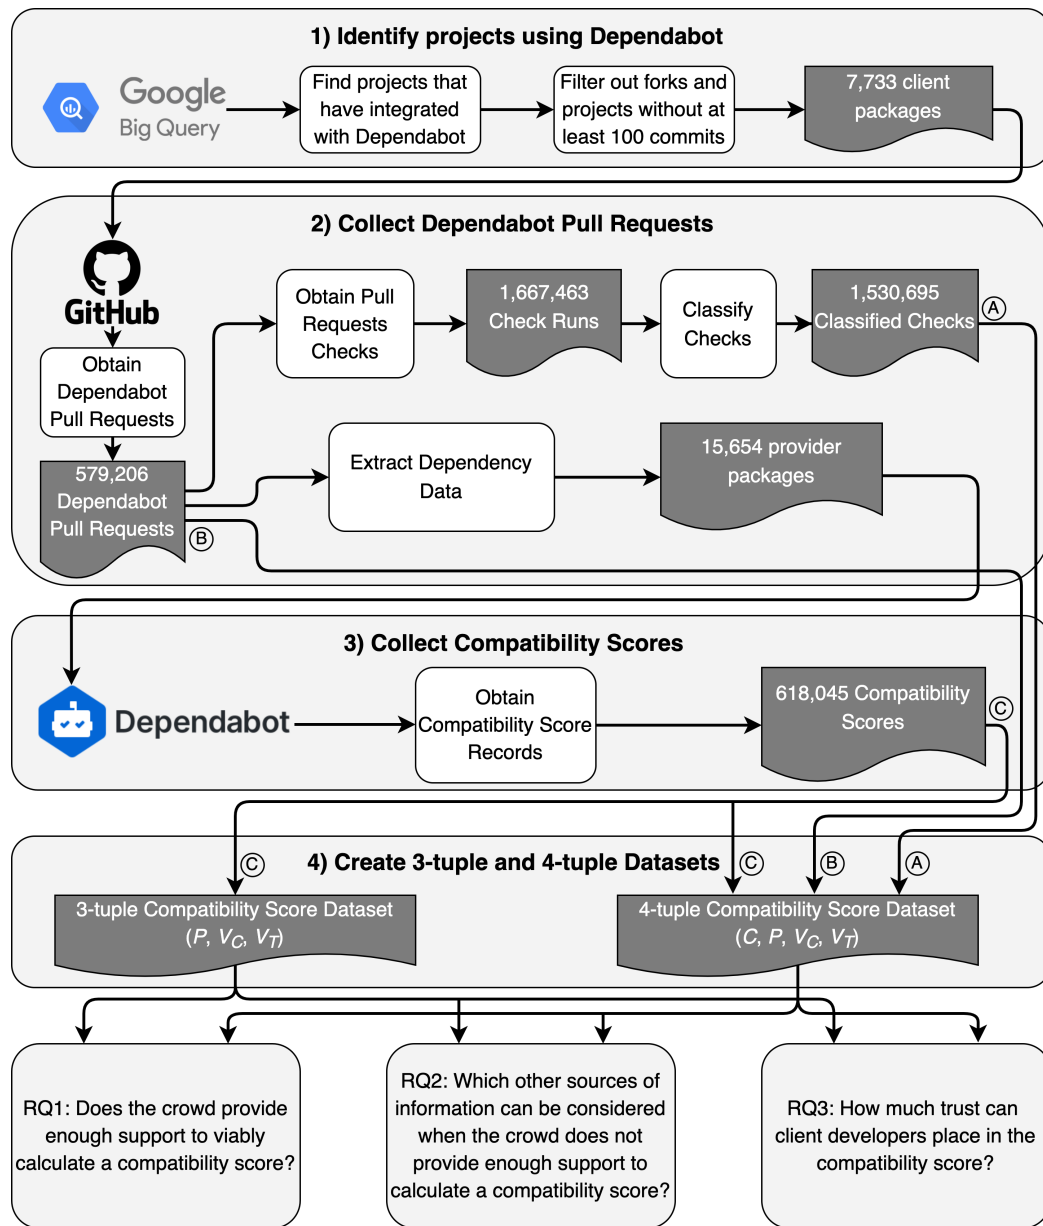 1) Identify projects using Dependabot
Google
Big Query
Find projects that
have integrated
with Dependabot
Filter out forks and
projects without at
least 100 commits
7,733 client
packages
2) Collect Dependabot Pull Requests
GitHub
Obtain
Dependabot
Pull Requests
579,206
Dependabot
Pull Requests
B
Obtain Pull
Requests
Checks
1,667,463
Check Runs
Classify
Checks
1,530,695
Classified Checks
A
Extract Dependency
Data
15,654 provider
packages
3) Collect Compatibility Scores
Dependabot
Obtain
Compatibility Score
Records
618,045 Compatibility
Scores
C
4) Create 3-tuple and 4-tuple Datasets
C
C
B
A
3-tuple Compatibility Score Dataset
(P, VC, VT)
4-tuple Compatibility Score Dataset
(C, P, VC, VT)
RQ1: Does the crowd provide
enough support to viably
calculate a compatibility score?
RQ2: Which other sources of
information can be considered
when the crowd does not
provide enough support to
calculate a compatibility score?
RQ3: How much trust can
client developers place in the
compatibility score?